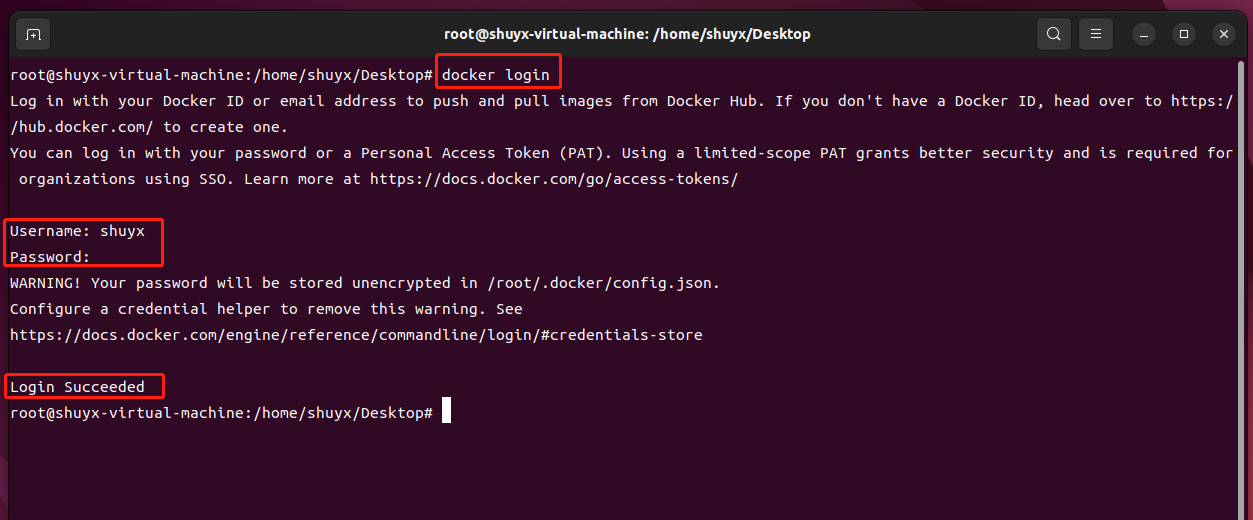 root@shuyx-virtual-machine: /home/shuyx/Desktop
root@shuyx-virtual-machine:/home/shuyx/Desktop# docker login
Log in with your Docker ID or email address to push and pull images from Docker Hub. If you don't have a Docker ID, head over to https:/
/hub.docker.com/ to create one.
You can log in with your password or a Personal Access Token (PAT). Using a limited-scope PAT grants better security and is required for
 organizations using SSO. Learn more at https://docs.docker.com/go/access-tokens/
Username: shuyx
Password:
WARNING! Your password will be stored unencrypted in /root/.docker/config.json.
Configure a credential helper to remove this warning. See
https://docs.docker.com/engine/reference/commandline/login/#credentials-store
Login Succeeded
root@shuyx-virtual-machine:/home/shuyx/Desktop#